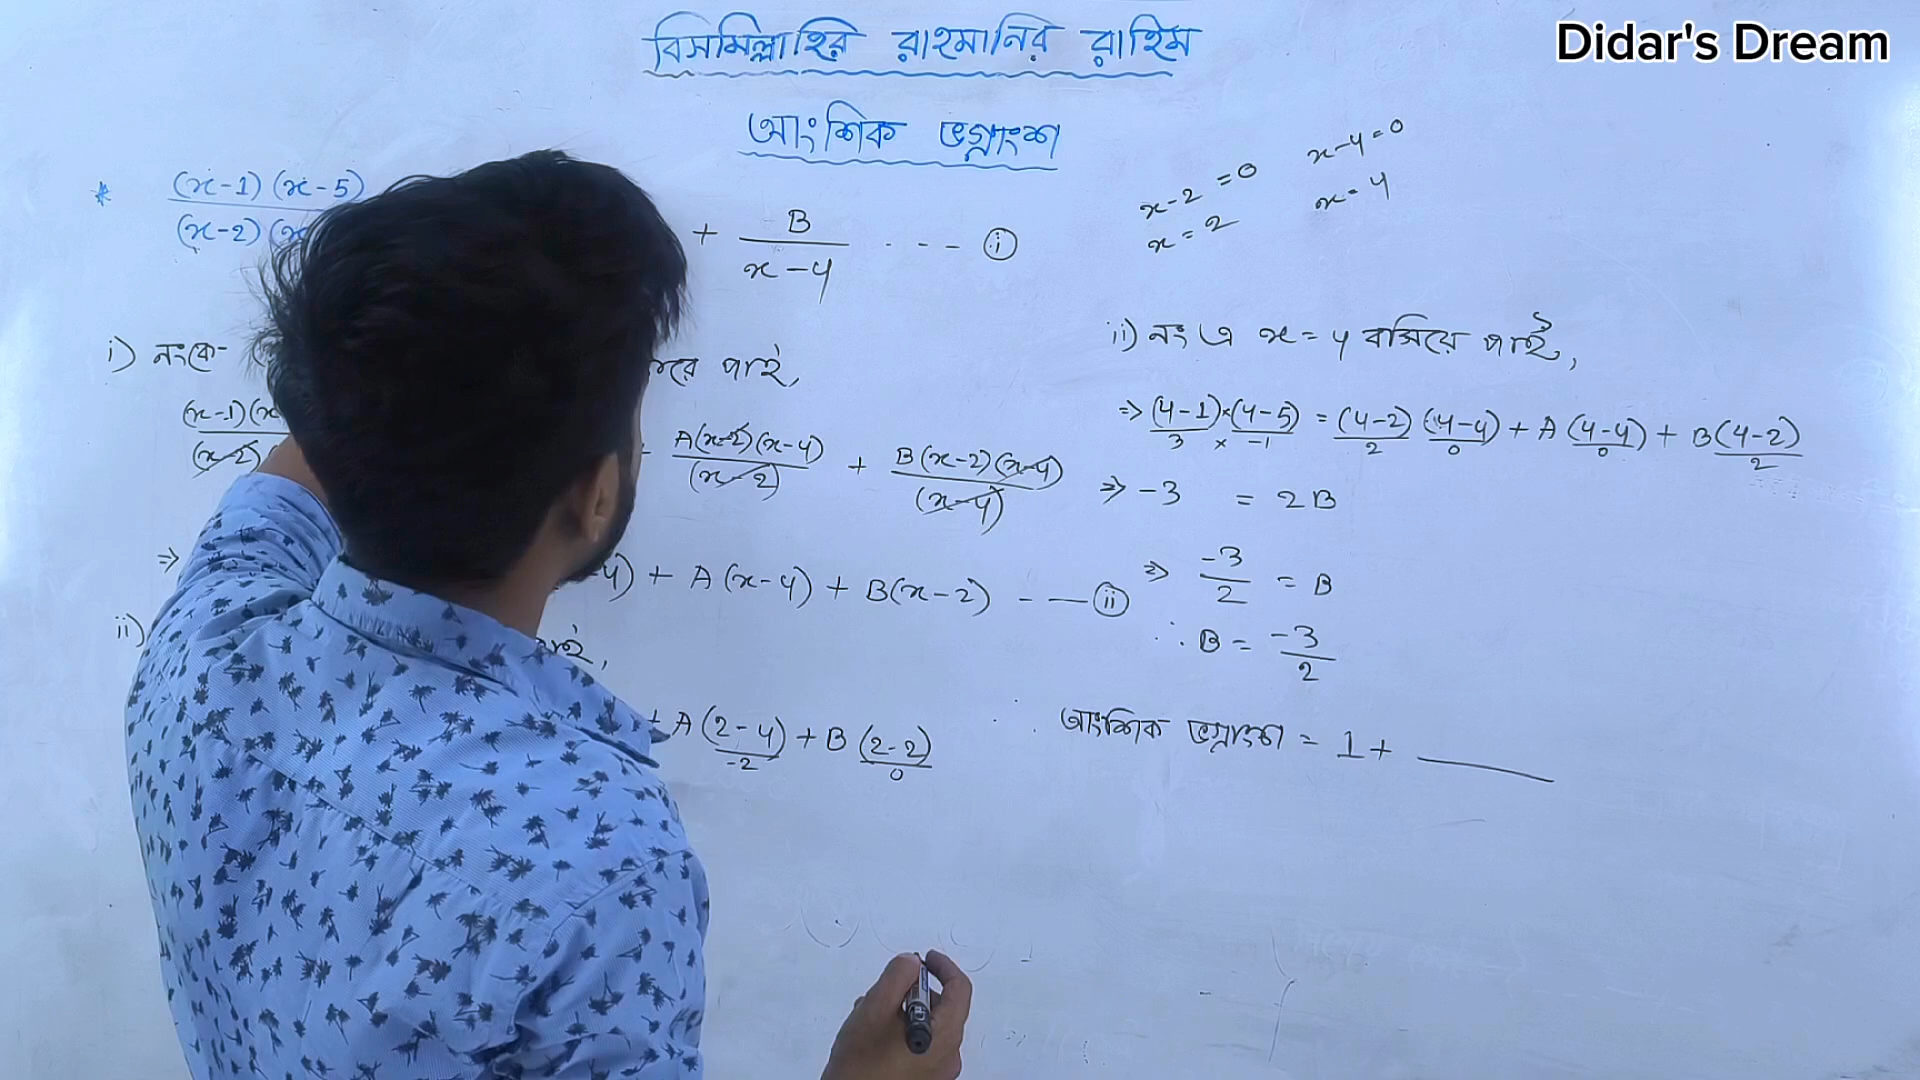 Didar's Dream
বিসমিল্লাহির রাহমানির রাহিম
আংশিক ভগ্নাংশ
* (x-1)(x-5)
(x-2)(x
+ B/(x-4) ---- (i)
x-2=0
x=2
x-4=0
x=4
i) নংকে-
করে পাই,
(x-1)(x
(x-2)(
A(x-2)(x-4)/(x-2) + B(x-2)(x-4)/(x-4)
⇒
-4) + A(x-4) + B(x-2) --- (ii)
ii)
পাই,
+ A(2-4) + B(2-2)
-2 0
ii) নং এ x=4 বসিয়ে পাই,
⇒ (4-1)×(4-5) = (4-2)(4-4) + A(4-4) + B(4-2)
3 × -1 2 0 0 2
⇒ -3 = 2B
⇒ -3/2 = B
∴ B = -3/2
∴ আংশিক ভগ্নাংশ = 1 +